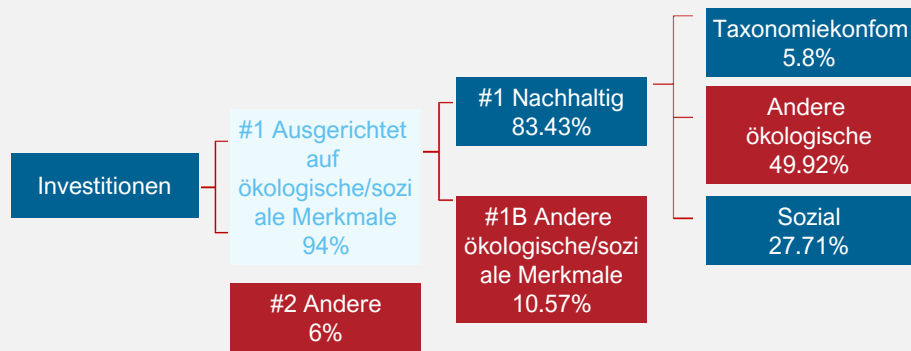 Investitionen
#1 Ausgerichtet
auf
ökologische/sozi
ale Merkmale
94%
#2 Andere
6%
#1 Nachhaltig
83.43%
#1B Andere
ökologische/sozi
ale Merkmale
10.57%
Taxonomiekonfom
5.8%
Andere
ökologische
49.92%
Sozial
27.71%